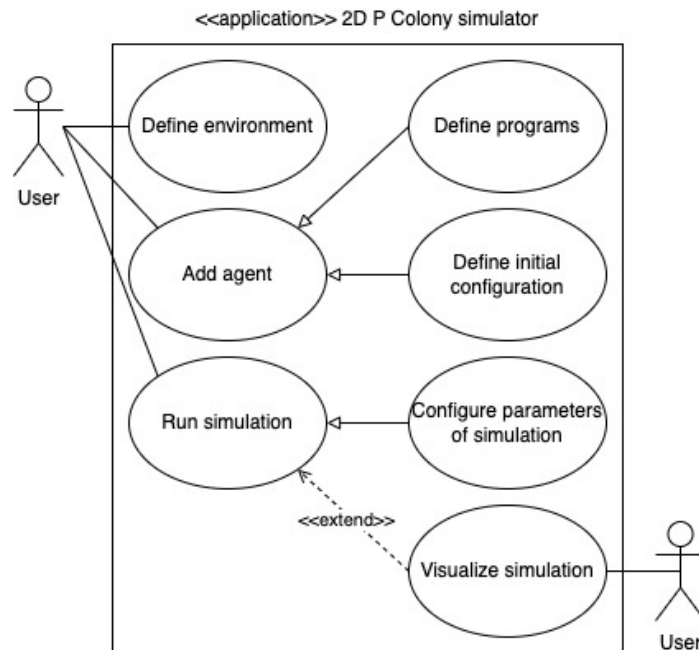 <<application>> 2D P Colony simulator
User
Define environment
Define programs
Add agent
Define initial
configuration
Run simulation
Configure parameters
of simulation
<<extend>>
Visualize simulation
User